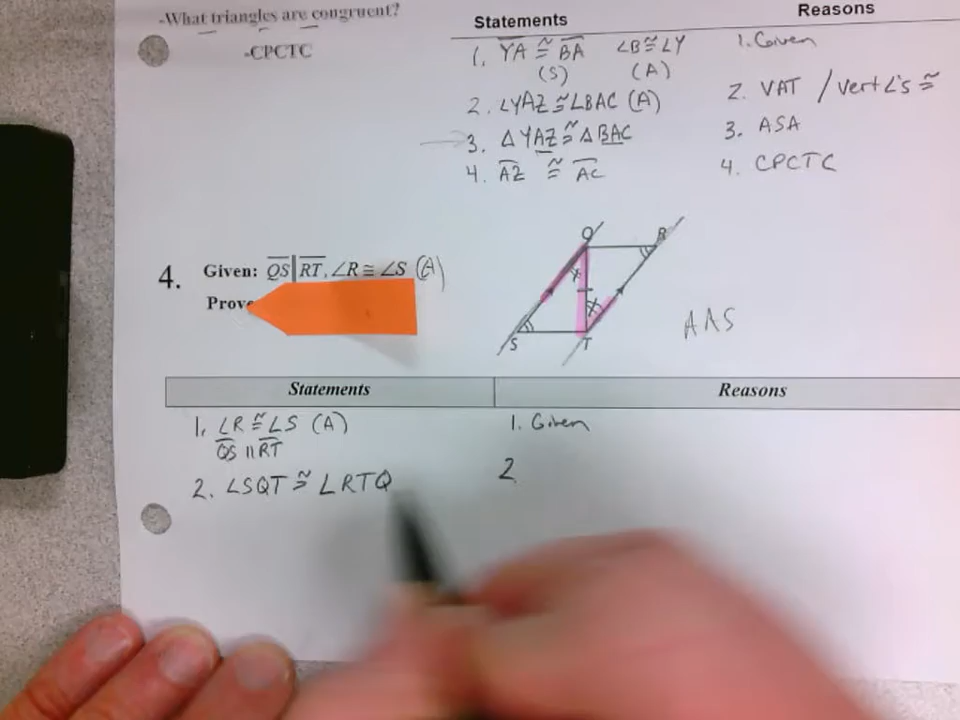 -What triangles are congruent?
-CPCTC
Statements Reasons
1. YA ≅ BA ∠B≅∠Y 1. Given
(S) (A)
2. ∠YAZ ≅ ∠BAC (A) 2. VAT / Vert ∠'s ≅
3. △YAZ ≅ △BAC 3. ASA
4. AZ ≅ AC 4. CPCTC
4. Given: QS || RT, ∠R ≅ ∠S (A)
Prove
Q R
S T
AAS
Statements Reasons
1. ∠R ≅ ∠S (A) 1. Given
QS || RT
2. ∠SQT ≅ ∠RTQ 2